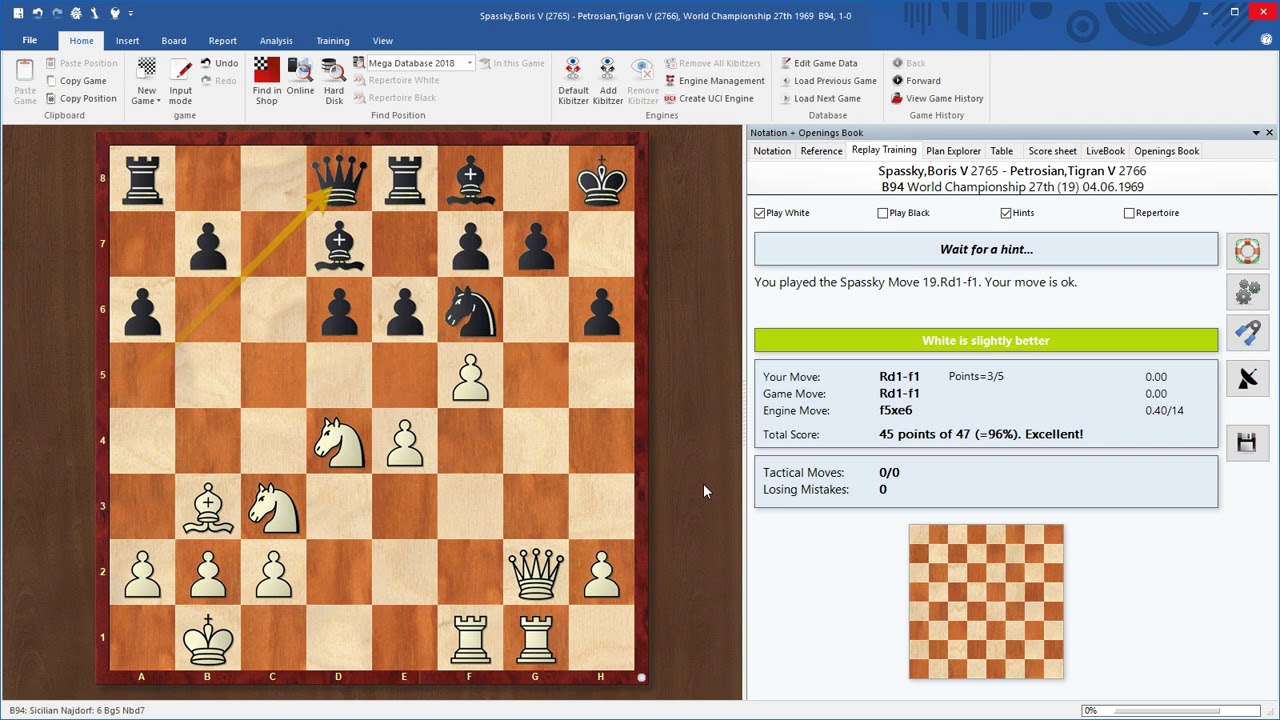 Spassky,Boris V (2765) - Petrosian,Tigran V (2766), World Championship 27th 1969 B94, 1-0
File Home Insert Board Report Analysis Training View
Paste Game
Paste Position
Copy Game
Copy Position
Clipboard
New Game
Input mode
Undo
Redo
game
Find in Shop
Online
Hard Disk
Mega Database 2018
In this Game
Repertoire White
Repertoire Black
Find Position
Default Kibitzer
Add Kibitzer
Remove Kibitzer
Remove All Kibitzers
Engine Management
Create UCI Engine
Engines
Edit Game Data
Load Previous Game
Load Next Game
Database
Back
Forward
View Game History
Game History
Notation + Openings Book
Notation Reference Replay Training Plan Explorer Table Score sheet LiveBook Openings Book
Spassky,Boris V 2765 - Petrosian,Tigran V 2766
B94 World Championship 27th (19) 04.06.1969
Play White Play Black Hints Repertoire
Wait for a hint...
You played the Spassky Move 19.Rd1-f1. Your move is ok.
White is slightly better
Your Move: Rd1-f1 Points=3/5 0.00
Game Move: Rd1-f1 0.00
Engine Move: f5xe6 0.40/14
Total Score: 45 points of 47 (=96%). Excellent!
Tactical Moves: 0/0
Losing Mistakes: 0
8
7
6
5
4
3
2
1
A B C D E F G H
B94: Sicilian Najdorf: 6 Bg5 Nbd7
0%